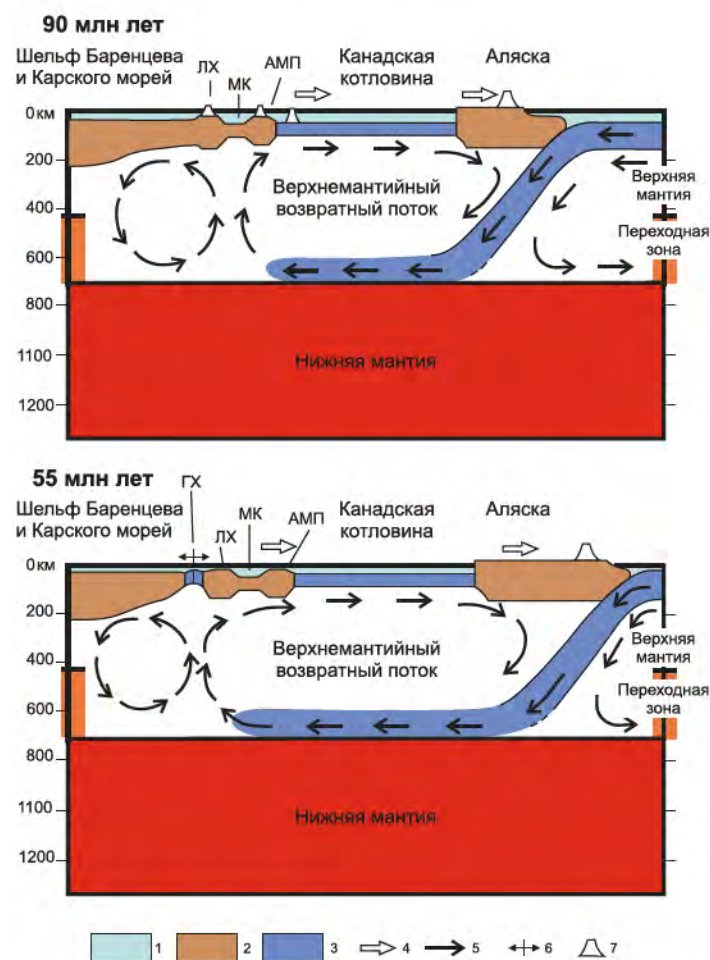 90 млн лет
Шельф Баренцева
и Карского морей
ЛХ
МК
АМП
Канадская
котловина
Аляска
0 км
200
400
600
800
1100
1200
Верхнемантийный
возвратный поток
Верхняя
мантия
Переходная
зона
Нижняя мантия
55 млн лет
ГХ
Шельф Баренцева
и Карского морей
ЛХ
МК
АМП
Канадская
котловина
Аляска
0 км
200
400
600
800
1100
1200
Верхнемантийный
возвратный поток
Верхняя
мантия
Переходная
зона
Нижняя мантия
1 2 3 4 5 6 7